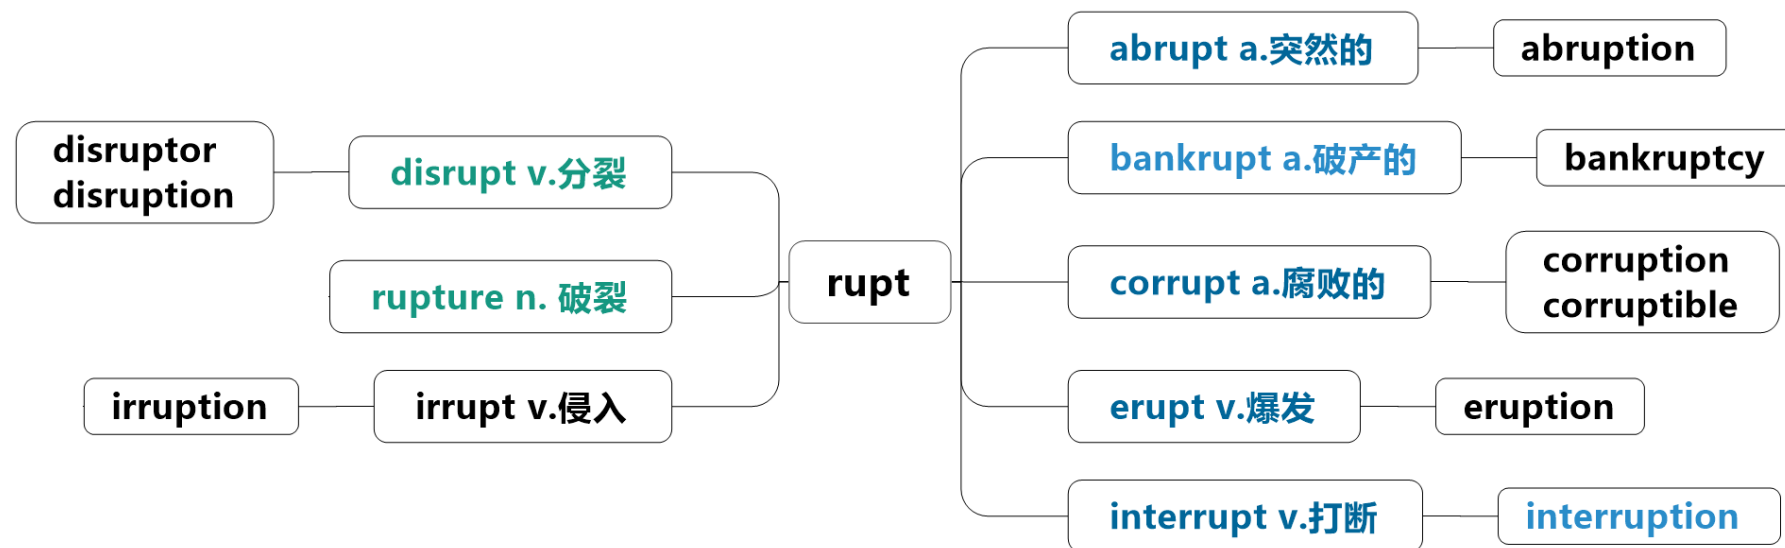 abrupt a.突然的
abruption
bankrupt a.破产的
bankruptcy
disruptor
disruption
disrupt v.分裂
rupt
corrupt a.腐败的
corruption
corruptible
rupture n. 破裂
irruption
irrupt v.侵入
erupt v.爆发
eruption
interrupt v.打断
interruption